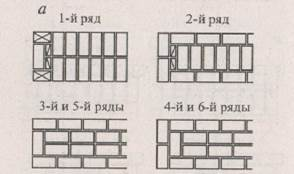 а
1-й ряд
2-й ряд
3-й и 5-й ряды
4-й и 6-й ряды